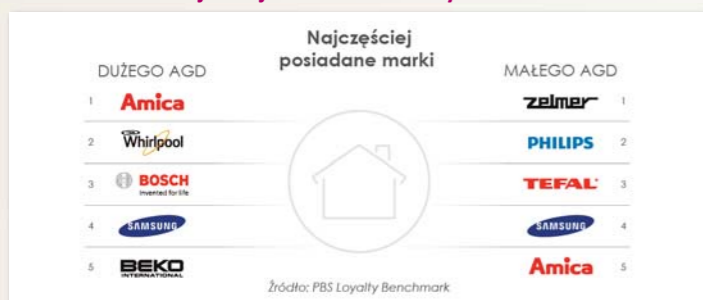 Najczęściej
posiadane marki
DUŻEGO AGD
1 Amica
2 Whirlpool
3 BOSCH
Invented for life
4 SAMSUNG
5 BEKO
INTERNATIONAL
MAŁEGO AGD
zelmer 1
PHILIPS 2
TEFAL 3
SAMSUNG 4
Amica 5
Źródło: PBS Loyalty Benchmark